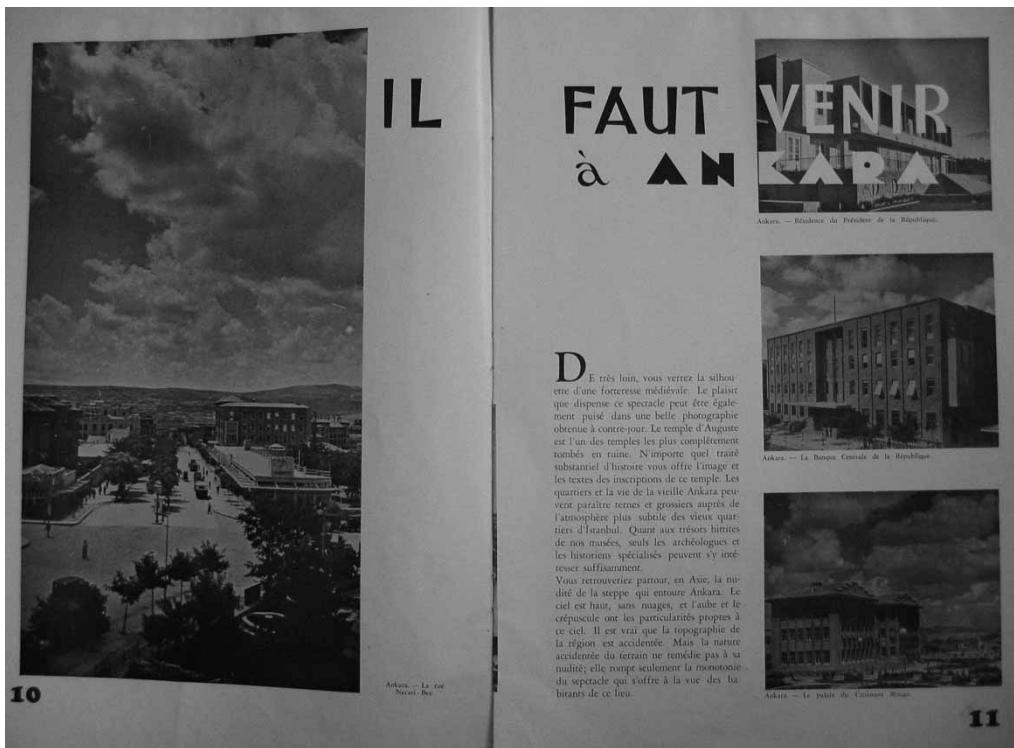 IL FAUT VENIR
à ANKARA
Ankara. — Résidence du Président de la République.
Ankara. — La Banque Centrale de la République.
Ankara. — Le palais du Croissant Rouge.
DE très loin, vous verrez la silhou-
ette d'une forteresse médiévale. Le plaisir
que dispense ce spectacle peut être égale-
ment puisé dans une belle photographie
obtenue à contre-jour. Le temple d'Auguste
est l'un des temples les plus complètement
tombés en ruine. N'importe quel traité
substantiel d'histoire vous offre l'image et
les textes des inscriptions de ce temple. Les
quartiers et la vie de la vieille Ankara peu-
vent paraître ternes et grossiers auprès de
l'atmosphère plus subtile des vieux quar-
tiers d'Istanbul. Quant aux trésors hittites
de nos musées, seuls les archéologues et
les historiens spécialisés peuvent s'y inté-
resser suffisamment.
Vous retrouveriez partout, en Asie, la nu-
dité de la steppe qui entoure Ankara. Le
ciel est haut, sans nuages, et l'aube et le
crépuscule ont les particularités propres à
ce ciel. Il est vrai que la topographie de
la région est accidentée. Mais la nature
accidentée du terrain ne remédie pas à sa
nudité; elle rompt seulement la monotonie
du septacle qui s'offre à la vue des ha
bitants de ce lieu.
Ankara. — La rue
Necati-Bey.
10
11